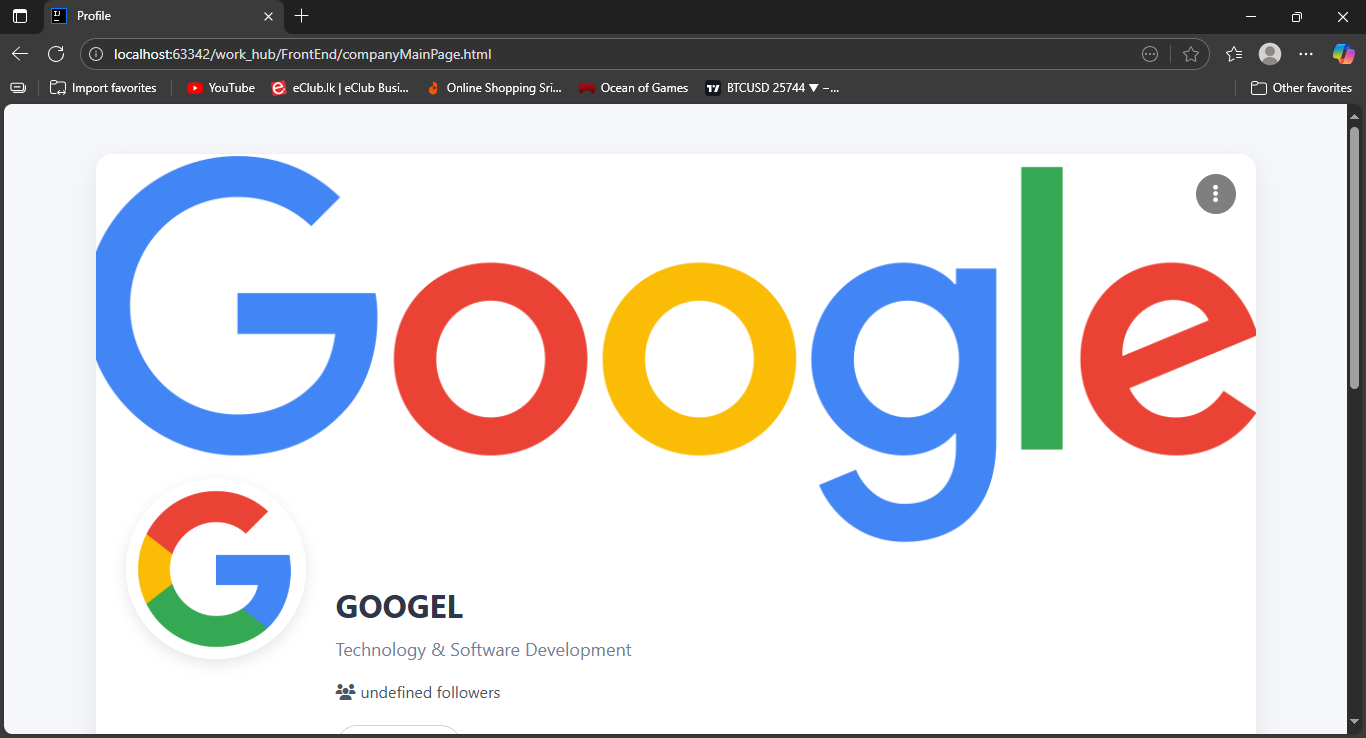 Profile
localhost:63342/work_hub/FrontEnd/companyMainPage.html
Import favorites
YouTube
eClub.lk | eClub Busi...
Online Shopping Sri...
Ocean of Games
BTCUSD 25744 ▼ −...
Other favorites
Google
G
GOOGEL
Technology & Software Development
undefined followers